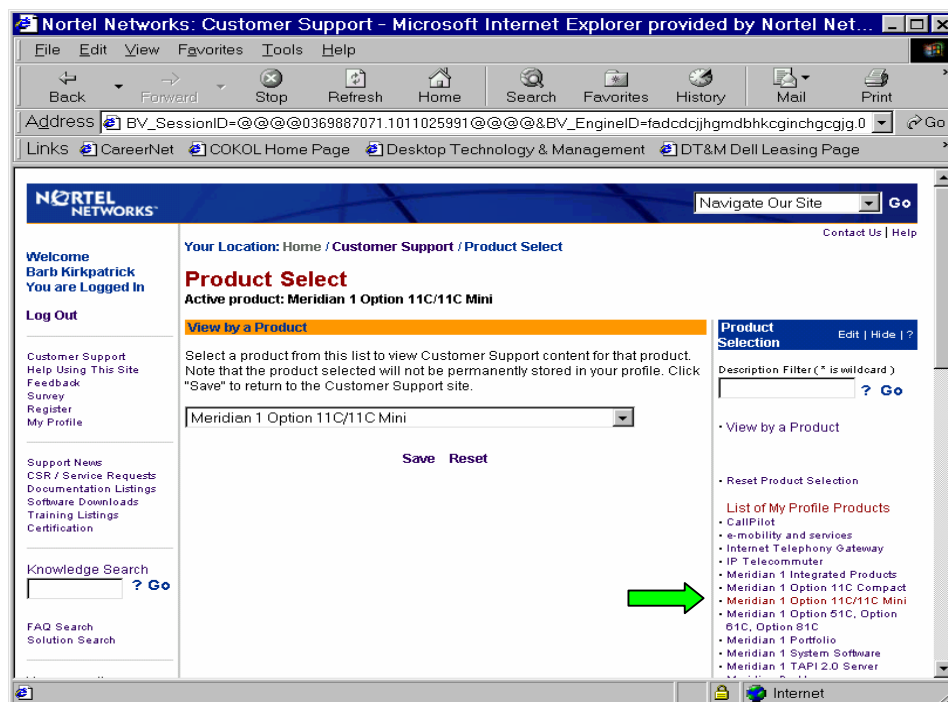 Nortel Networks: Customer Support - Microsoft Internet Explorer provided by Nortel Net...
File Edit View Favorites Tools Help
Back Forward Stop Refresh Home Search Favorites History Mail Print
Address BV_SessionID=@@@@0369887071.1011025991@@@@&BV_EngineID=fadcdcjjhgmdbhkcginchgcgjg.0 Go
Links CareerNet COKOL Home Page Desktop Technology & Management DT&M Dell Leasing Page
NORTEL
NETWORKS
Navigate Our Site Go
Contact Us | Help
Welcome
Barb Kirkpatrick
You are Logged In
Log Out
Customer Support
Help Using This Site
Feedback
Survey
Register
My Profile
Support News
CSR / Service Requests
Documentation Listings
Software Downloads
Training Listings
Certification
Knowledge Search
? Go
FAQ Search
Solution Search
Your Location: Home / Customer Support / Product Select
Product Select
Active product: Meridian 1 Option 11C/11C Mini
View by a Product
Select a product from this list to view Customer Support content for that product.
Note that the product selected will not be permanently stored in your profile. Click
"Save" to return to the Customer Support site.
Meridian 1 Option 11C/11C Mini
Save Reset
Product
Selection
Edit | Hide | ?
Description Filter ( * is wildcard )
? Go
· View by a Product
· Reset Product Selection
List of My Profile Products
· CallPilot
· e-mobility and services
· Internet Telephony Gateway
· IP Telecommuter
· Meridian 1 Integrated Products
· Meridian 1 Option 11C Compact
· Meridian 1 Option 11C/11C Mini
· Meridian 1 Option 51C, Option
61C, Option 81C
· Meridian 1 Portfolio
· Meridian 1 System Software
· Meridian 1 TAPI 2.0 Server
Internet